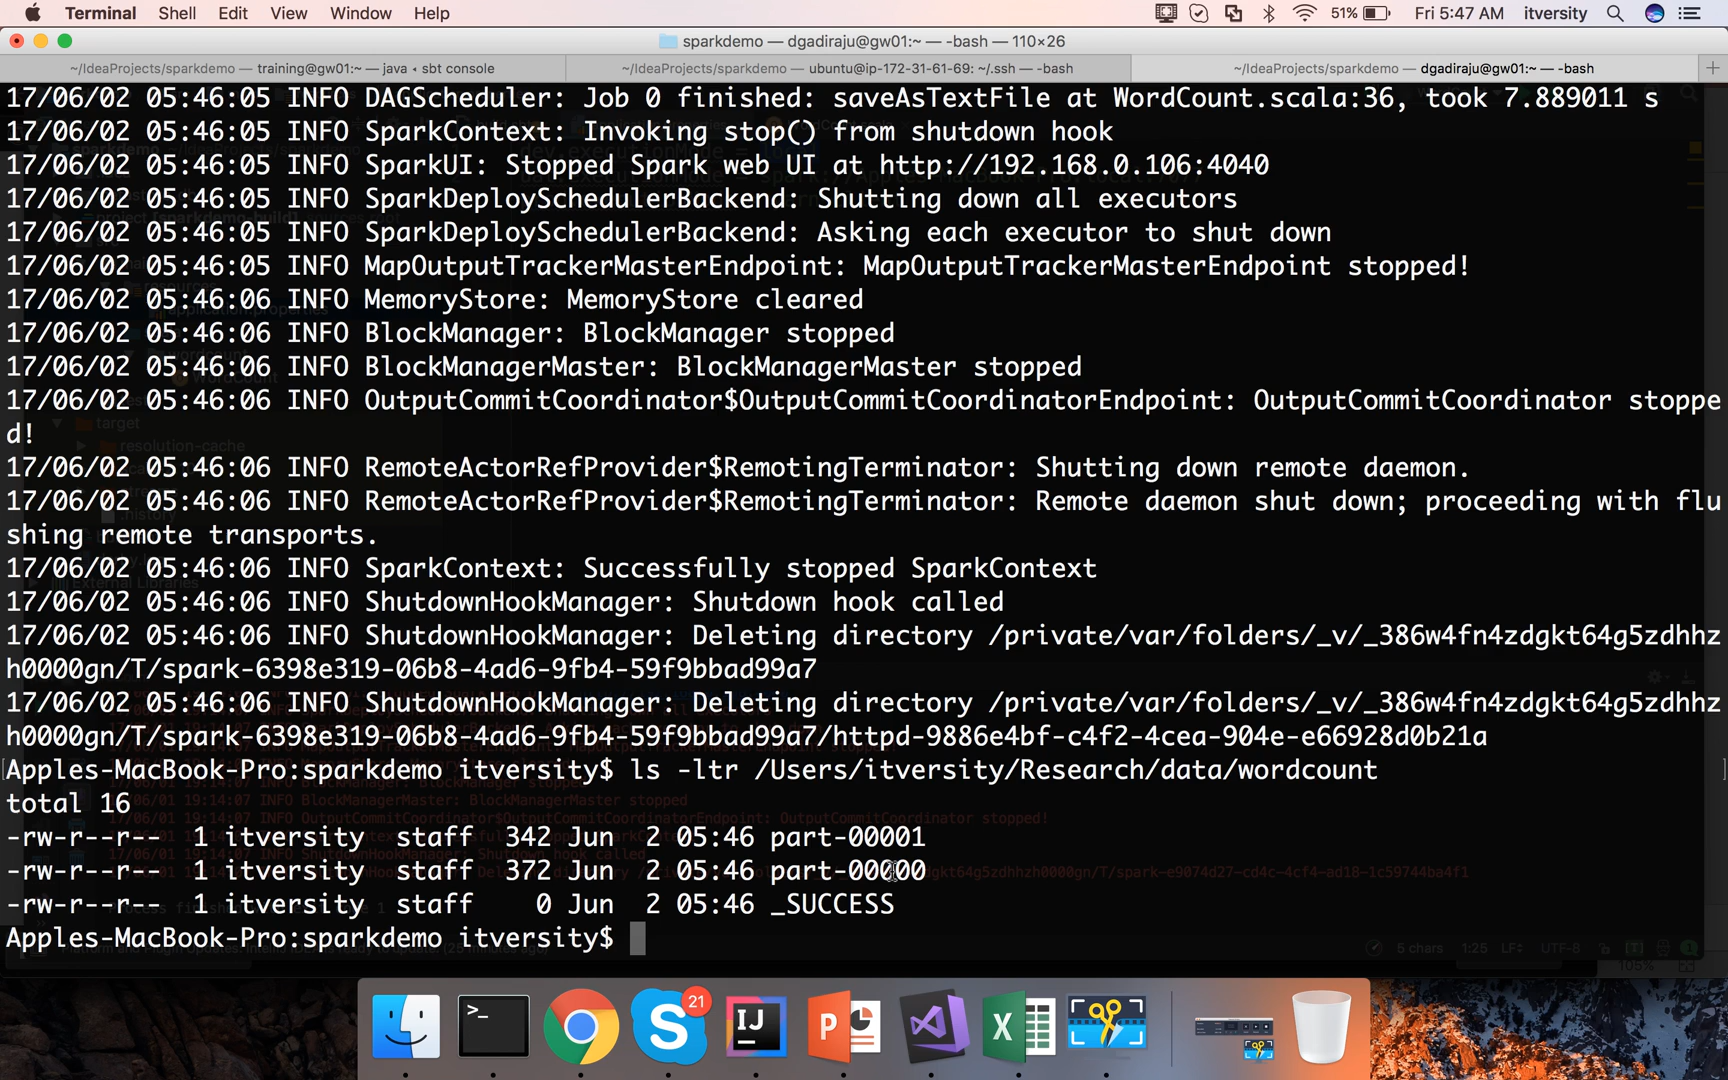 Terminal Shell Edit View Window Help 51% Fri 5:47 AM itversity
sparkdemo — dgadiraju@gw01:~ — -bash — 110×26
~/IdeaProjects/sparkdemo — training@gw01:~ — java ◂ sbt console ~/IdeaProjects/sparkdemo — ubuntu@ip-172-31-61-69: ~/.ssh — -bash ~/IdeaProjects/sparkdemo — dgadiraju@gw01:~ — -bash
17/06/02 05:46:05 INFO DAGScheduler: Job 0 finished: saveAsTextFile at WordCount.scala:36, took 7.889011 s
17/06/02 05:46:05 INFO SparkContext: Invoking stop() from shutdown hook
17/06/02 05:46:05 INFO SparkUI: Stopped Spark web UI at http://192.168.0.106:4040
17/06/02 05:46:05 INFO SparkDeploySchedulerBackend: Shutting down all executors
17/06/02 05:46:05 INFO SparkDeploySchedulerBackend: Asking each executor to shut down
17/06/02 05:46:05 INFO MapOutputTrackerMasterEndpoint: MapOutputTrackerMasterEndpoint stopped!
17/06/02 05:46:06 INFO MemoryStore: MemoryStore cleared
17/06/02 05:46:06 INFO BlockManager: BlockManager stopped
17/06/02 05:46:06 INFO BlockManagerMaster: BlockManagerMaster stopped
17/06/02 05:46:06 INFO OutputCommitCoordinator$OutputCommitCoordinatorEndpoint: OutputCommitCoordinator stoppe
d!
17/06/02 05:46:06 INFO RemoteActorRefProvider$RemotingTerminator: Shutting down remote daemon.
17/06/02 05:46:06 INFO RemoteActorRefProvider$RemotingTerminator: Remote daemon shut down; proceeding with flu
shing remote transports.
17/06/02 05:46:06 INFO SparkContext: Successfully stopped SparkContext
17/06/02 05:46:06 INFO ShutdownHookManager: Shutdown hook called
17/06/02 05:46:06 INFO ShutdownHookManager: Deleting directory /private/var/folders/_v/_386w4fn4zdgkt64g5zdhhz
h0000gn/T/spark-6398e319-06b8-4ad6-9fb4-59f9bbad99a7
17/06/02 05:46:06 INFO ShutdownHookManager: Deleting directory /private/var/folders/_v/_386w4fn4zdgkt64g5zdhhz
h0000gn/T/spark-6398e319-06b8-4ad6-9fb4-59f9bbad99a7/httpd-9886e4bf-c4f2-4cea-904e-e66928d0b21a
Apples-MacBook-Pro:sparkdemo itversity$ ls -ltr /Users/itversity/Research/data/wordcount
total 16
-rw-r--r-- 1 itversity staff 342 Jun 2 05:46 part-00001
-rw-r--r-- 1 itversity staff 372 Jun 2 05:46 part-00000
-rw-r--r-- 1 itversity staff 0 Jun 2 05:46 _SUCCESS
Apples-MacBook-Pro:sparkdemo itversity$
5 chars 1:25 LF÷ UTF-8
21